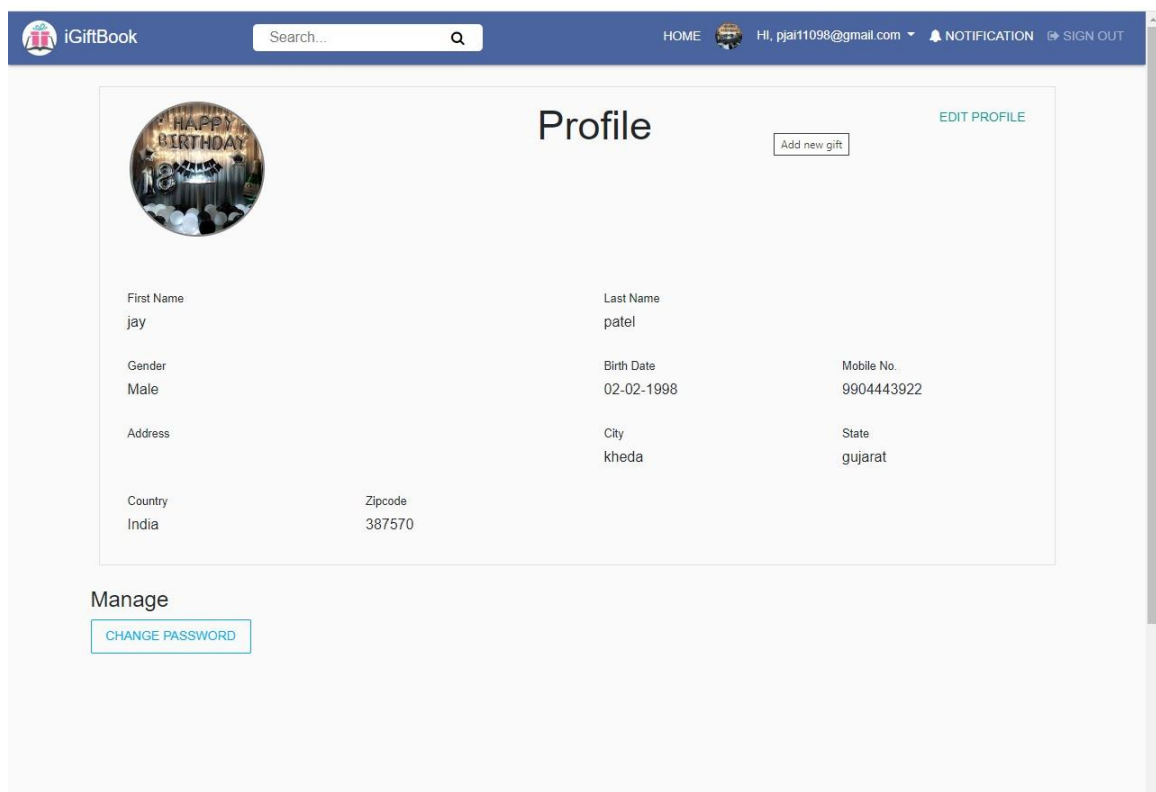 iGiftBook Search... HOME HI, pjai11098@gmail.com NOTIFICATION SIGN OUT
HAPPY
BIRTHDAY
18
Profile
EDIT PROFILE
Add new gift
First Name Last Name
jay patel
Gender Birth Date Mobile No.
Male 02-02-1998 9904443922
Address City State
kheda gujarat
Country Zipcode
India 387570
Manage
CHANGE PASSWORD